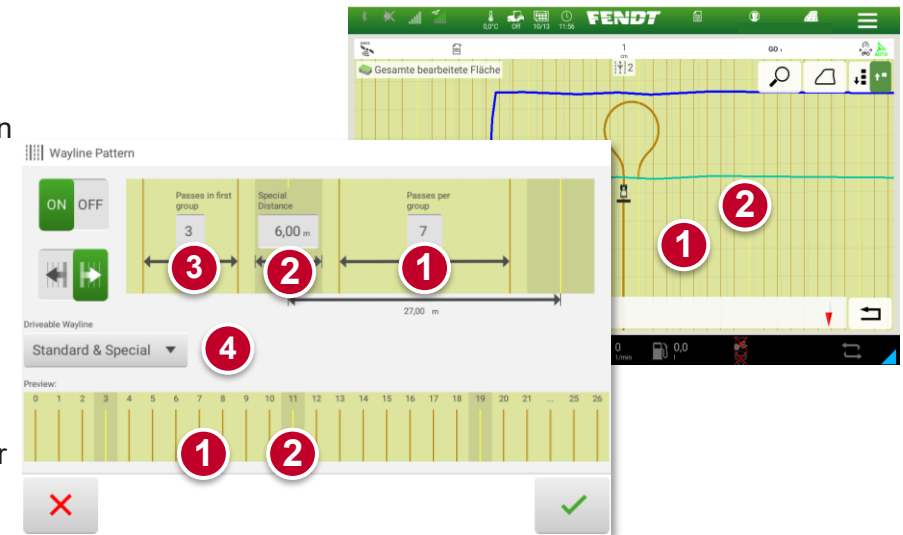 0,0°C Off 10/13 11:56 FENDT
1 cm GO AUTO
Gesamte bearbeitete Fläche
2
n
Wayline Pattern
ON OFF
Passes in first group
Special Distance
Passes per group
3
6,00 m
7
3 2 1
27,00 m
1 2
Driveable Wayline
Standard & Special
4
0 1/min 0,0 l
Preview:
0 1 2 3 4 5 6 7 8 9 10 11 12 13 14 15 16 17 18 19 20 21 ... 25 26
1 2
r